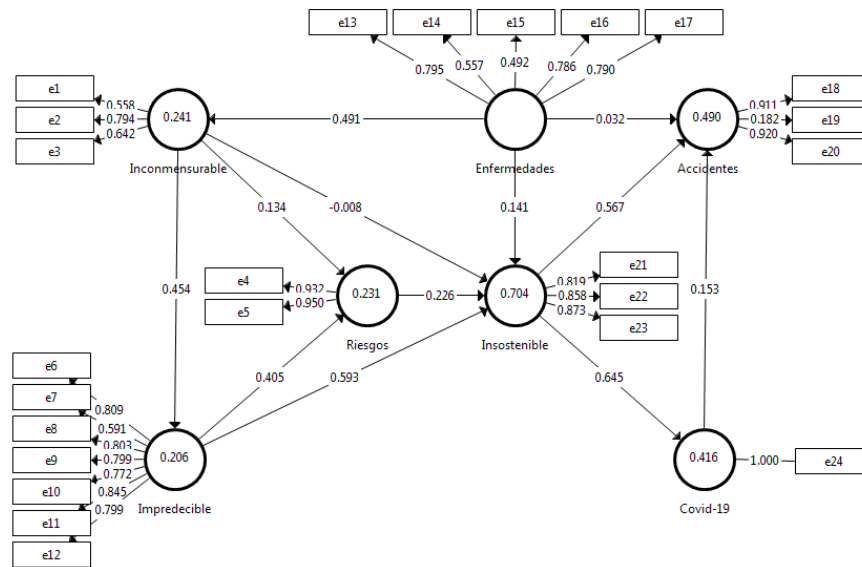 e13
e14
e15
e16
e17
0.795
0.557
0.492
0.786
0.790
e1
e2
e3
0.558
0.794
0.642
0.241
Inconmensurable
0.491
Enfermedades
0.032
0.490
Accidentes
0.911
0.182
0.920
e18
e19
e20
0.454
0.134
-0.008
0.141
0.567
0.153
e4
e5
0.932
0.950
0.231
Riesgos
0.226
0.704
Insostenible
0.819
0.858
0.873
e21
e22
e23
0.405
0.593
0.645
e6
e7
e8
e9
e10
e11
e12
0.809
0.591
0.803
0.799
0.772
0.845
0.799
0.206
Impredecible
0.416
Covid-19
1.000
e24